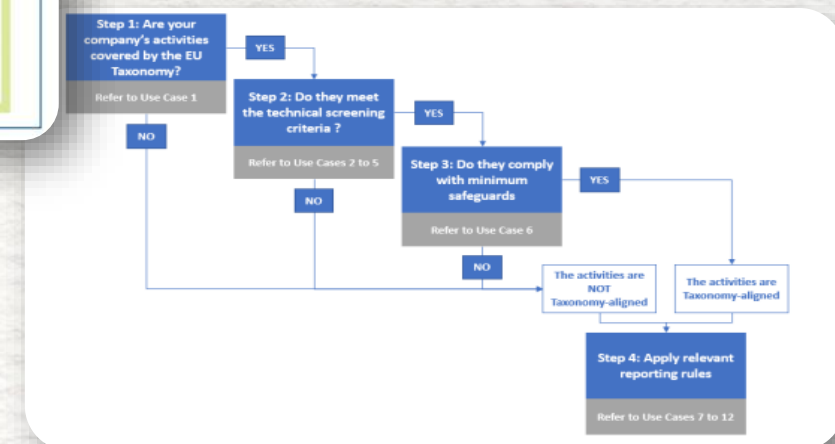 Step 1: Are your
company's activities
covered by the EU
Taxonomy?
Refer to Use Case 1
YES
NO
Step 2: Do they meet
the technical screening
criteria ?
Refer to Use Cases 2 to 5
YES
NO
Step 3: Do they comply
with minimum
safeguards
Refer to Use Case 6
YES
NO
The activities are
NOT
Taxonomy-aligned
The activities are
Taxonomy-aligned
Step 4: Apply relevant
reporting rules
Refer to Use Cases 7 to 12